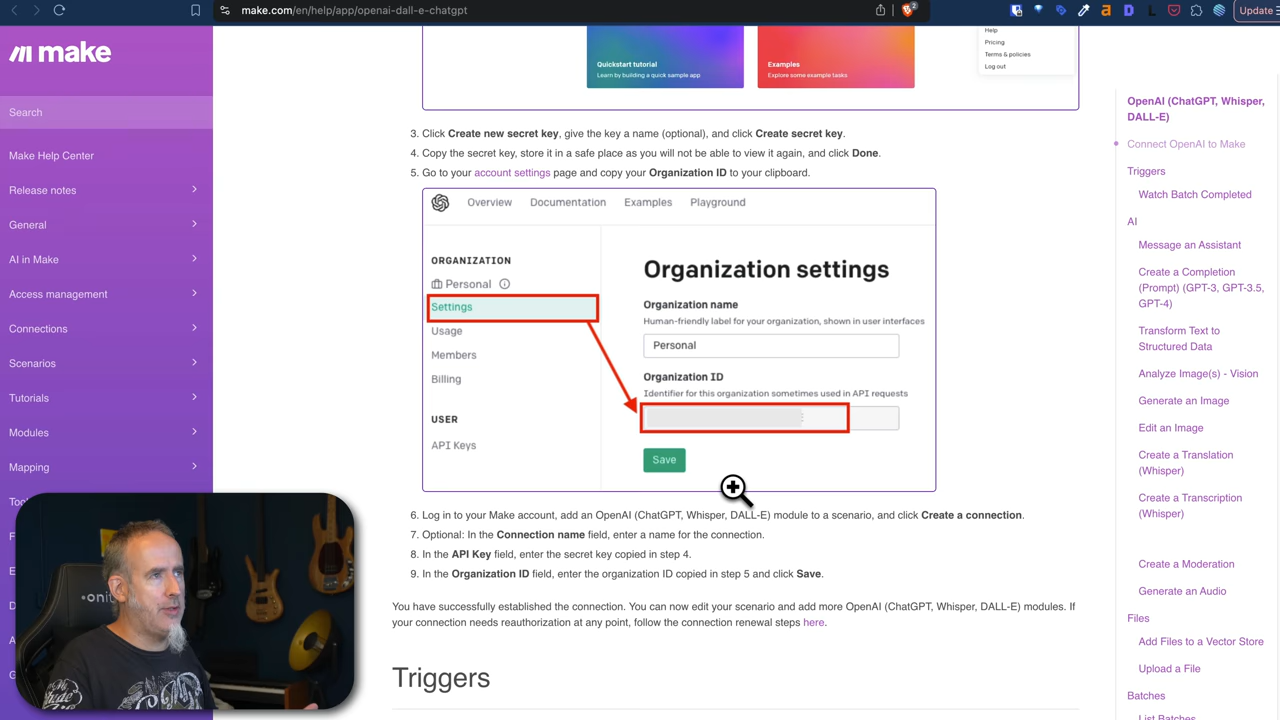 make.com/en/help/app/openai-dall-e-chatgpt
2
Update
make
Search
Make Help Center
Release notes
General
AI in Make
Access management
Connections
Scenarios
Tutorials
Modules
Mapping
Quickstart tutorial
Learn by building a quick sample app
Examples
Explore some example tasks
Help
Pricing
Terms & policies
Log out
3. Click Create new secret key, give the key a name (optional), and click Create secret key.
4. Copy the secret key, store it in a safe place as you will not be able to view it again, and click Done.
5. Go to your account settings page and copy your Organization ID to your clipboard.
Overview Documentation Examples Playground
ORGANIZATION
Personal
Settings
Usage
Members
Billing
USER
API Keys
Organization settings
Organization name
Human-friendly label for your organization, shown in user interfaces
Personal
Organization ID
Identifier for this organization sometimes used in API requests
Save
6. Log in to your Make account, add an OpenAI (ChatGPT, Whisper, DALL-E) module to a scenario, and click Create a connection.
7. Optional: In the Connection name field, enter a name for the connection.
8. In the API Key field, enter the secret key copied in step 4.
9. In the Organization ID field, enter the organization ID copied in step 5 and click Save.
You have successfully established the connection. You can now edit your scenario and add more OpenAI (ChatGPT, Whisper, DALL-E) modules. If
your connection needs reauthorization at any point, follow the connection renewal steps here.
Triggers
OpenAI (ChatGPT, Whisper,
DALL-E)
Connect OpenAI to Make
Triggers
Watch Batch Completed
AI
Message an Assistant
Create a Completion
(Prompt) (GPT-3, GPT-3.5,
GPT-4)
Transform Text to
Structured Data
Analyze Image(s) - Vision
Generate an Image
Edit an Image
Create a Translation
(Whisper)
Create a Transcription
(Whisper)
Create a Moderation
Generate an Audio
Files
Add Files to a Vector Store
Upload a File
Batches
List Batches